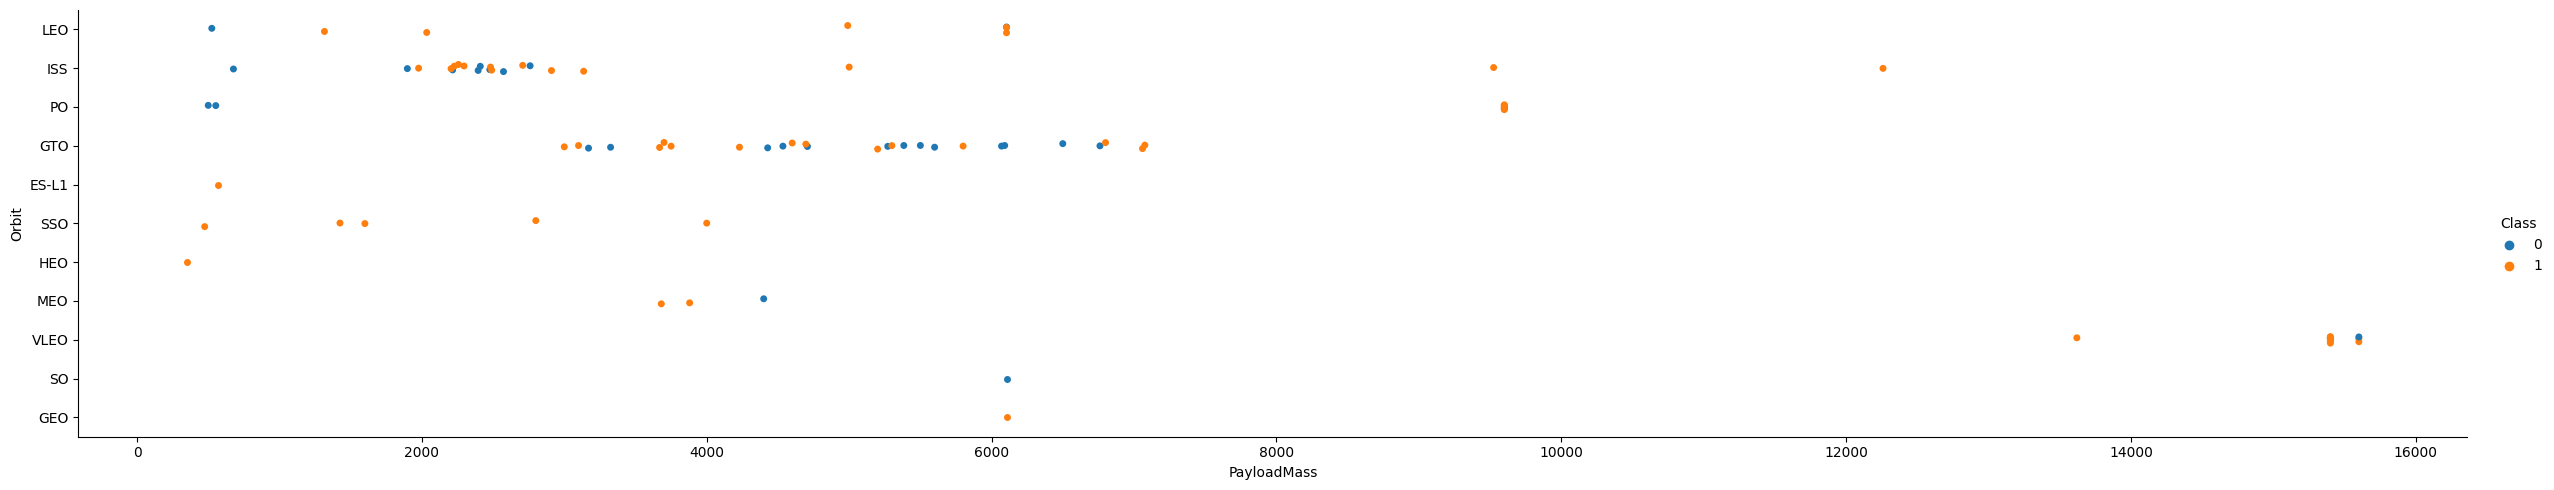 LEO
ISS
PO
GTO
ES-L1
SSO
HEO
MEO
VLEO
SO
GEO
Orbit
0 2000 4000 6000 8000 10000 12000 14000 16000
PayloadMass
Class
0
1